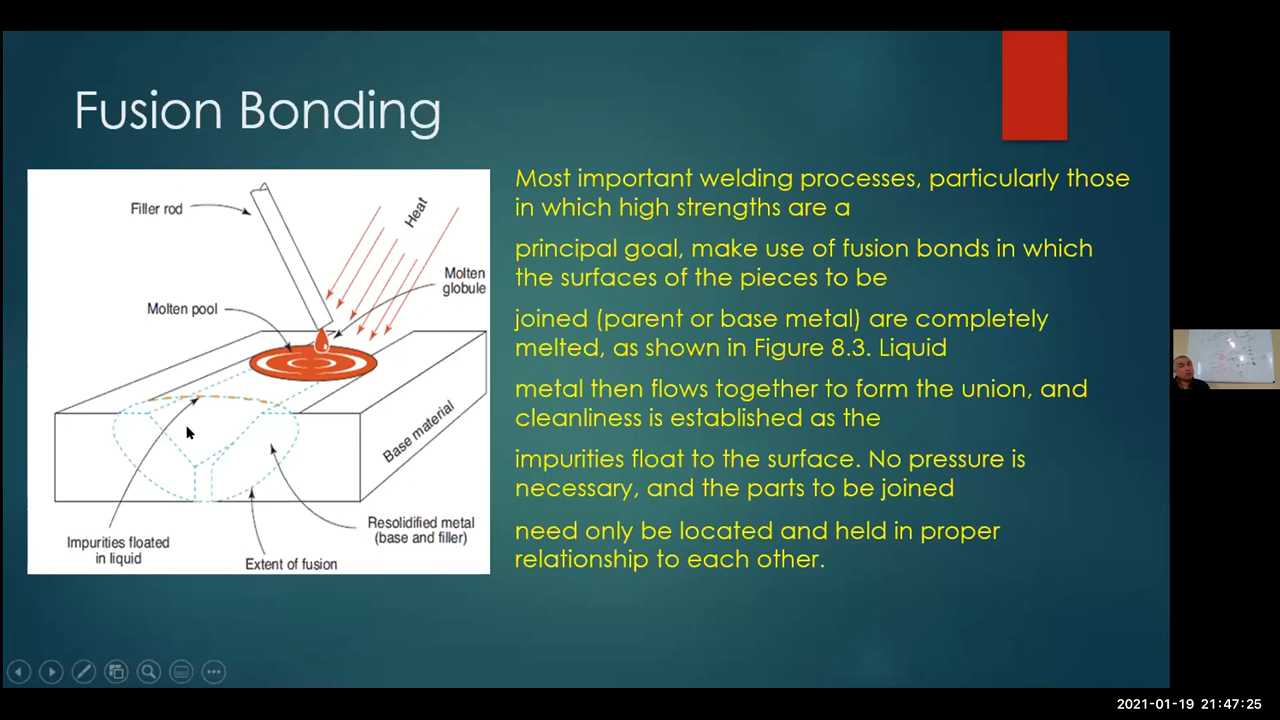 Fusion Bonding
Filler rod
Heat
Molten
globule
Molten pool
Base material
Impurities floated
in liquid
Resolidified metal
(base and filler)
Extent of fusion
Most important welding processes, particularly those
in which high strengths are a
principal goal, make use of fusion bonds in which
the surfaces of the pieces to be
joined (parent or base metal) are completely
melted, as shown in Figure 8.3. Liquid
metal then flows together to form the union, and
cleanliness is established as the
impurities float to the surface. No pressure is
necessary, and the parts to be joined
need only be located and held in proper
relationship to each other.
2021-01-19 21:47:25